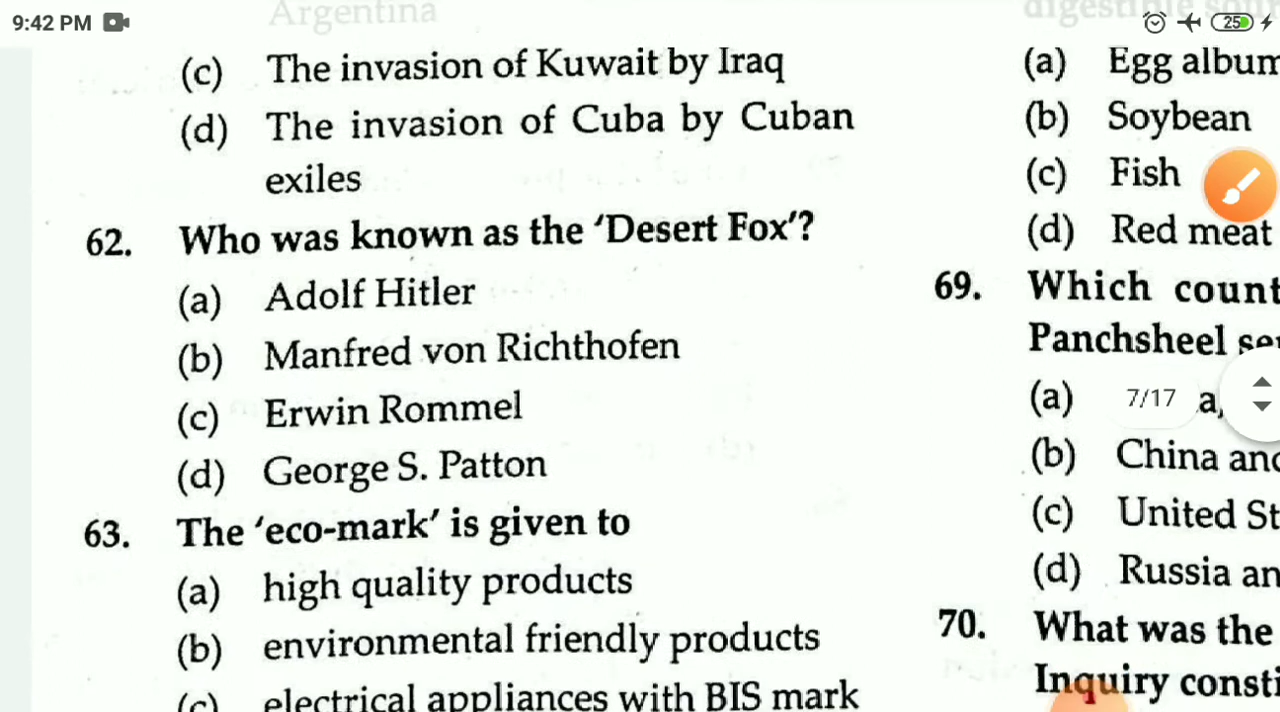 9:42 PM
25
Argentina
(c) The invasion of Kuwait by Iraq
(d) The invasion of Cuba by Cuban
exiles
62. Who was known as the ‘Desert Fox’?
(a) Adolf Hitler
(b) Manfred von Richthofen
(c) Erwin Rommel
(d) George S. Patton
63. The ‘eco-mark’ is given to
(a) high quality products
(b) environmental friendly products
(c) electrical appliances with BIS mark
(a) Egg album
(b) Soybean
(c) Fish
(d) Red meat
69. Which count
Panchsheel
(a) a,
7/17
(b) China and
(c) United St
(d) Russia an
70. What was the
Inquiry consti